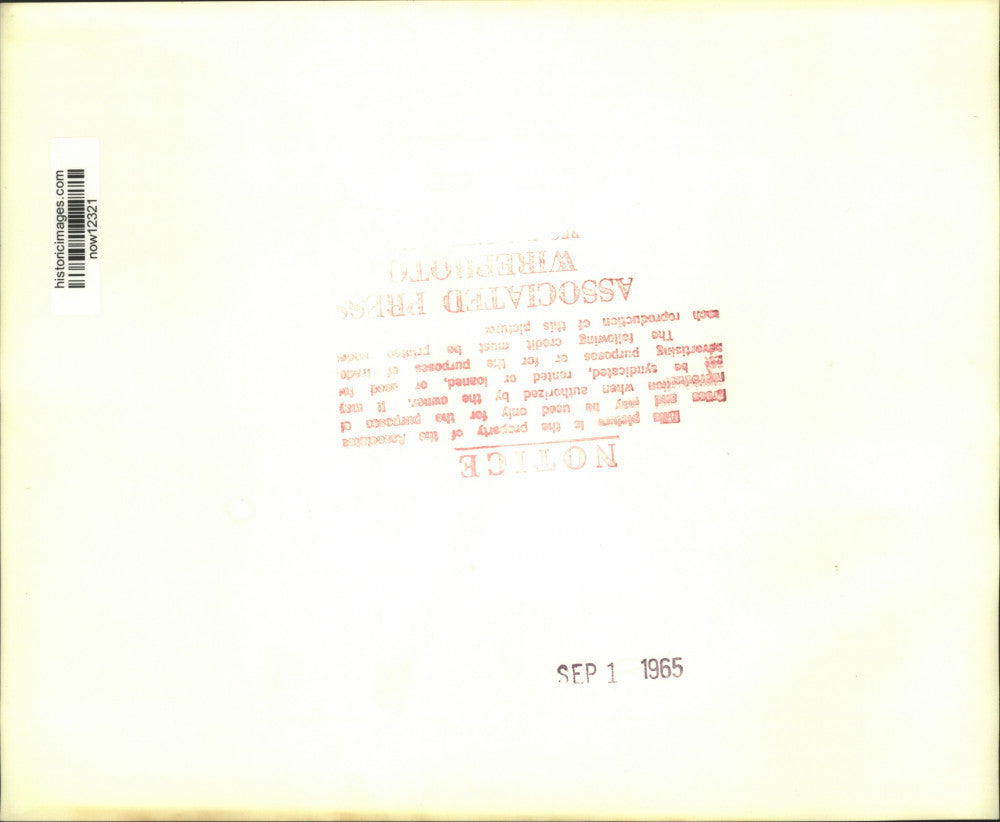 historicimages.com
now12321
NOTICE
This picture is the property of the Associated
Press and may be used only for the purposes of
reproduction when authorized by the owner. It may
be syndicated, rented or loaned, or used for
advertising purposes or for the purposes of trade.
The following credit must be printed under
each reproduction of this picture:
ASSOCIATED PRESS
WIREPHOTO
REG.
SEP 1 1965